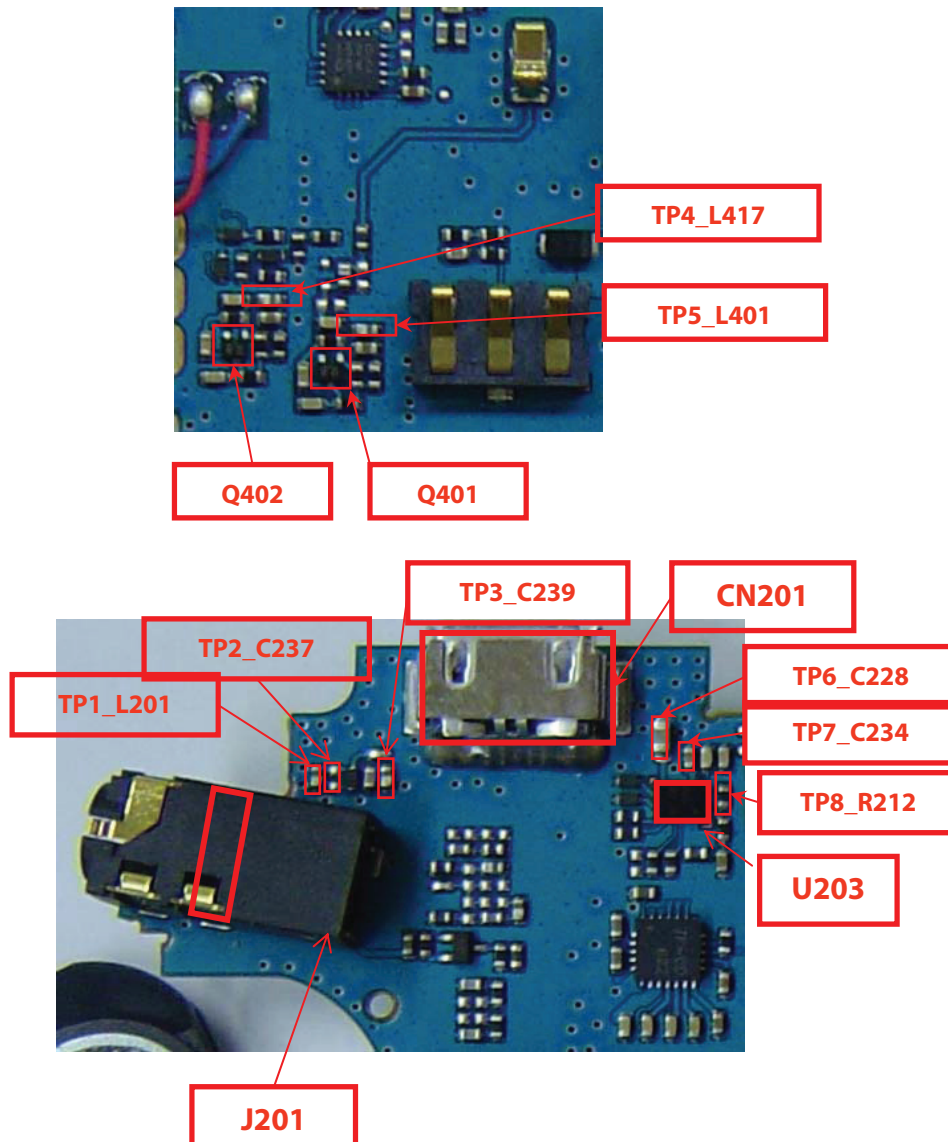 TP4_L417
TP5_L401
Q402
Q401
TP3_C239
CN201
TP2_C237
TP6_C228
TP1_L201
TP7_C234
TP8_R212
U203
J201